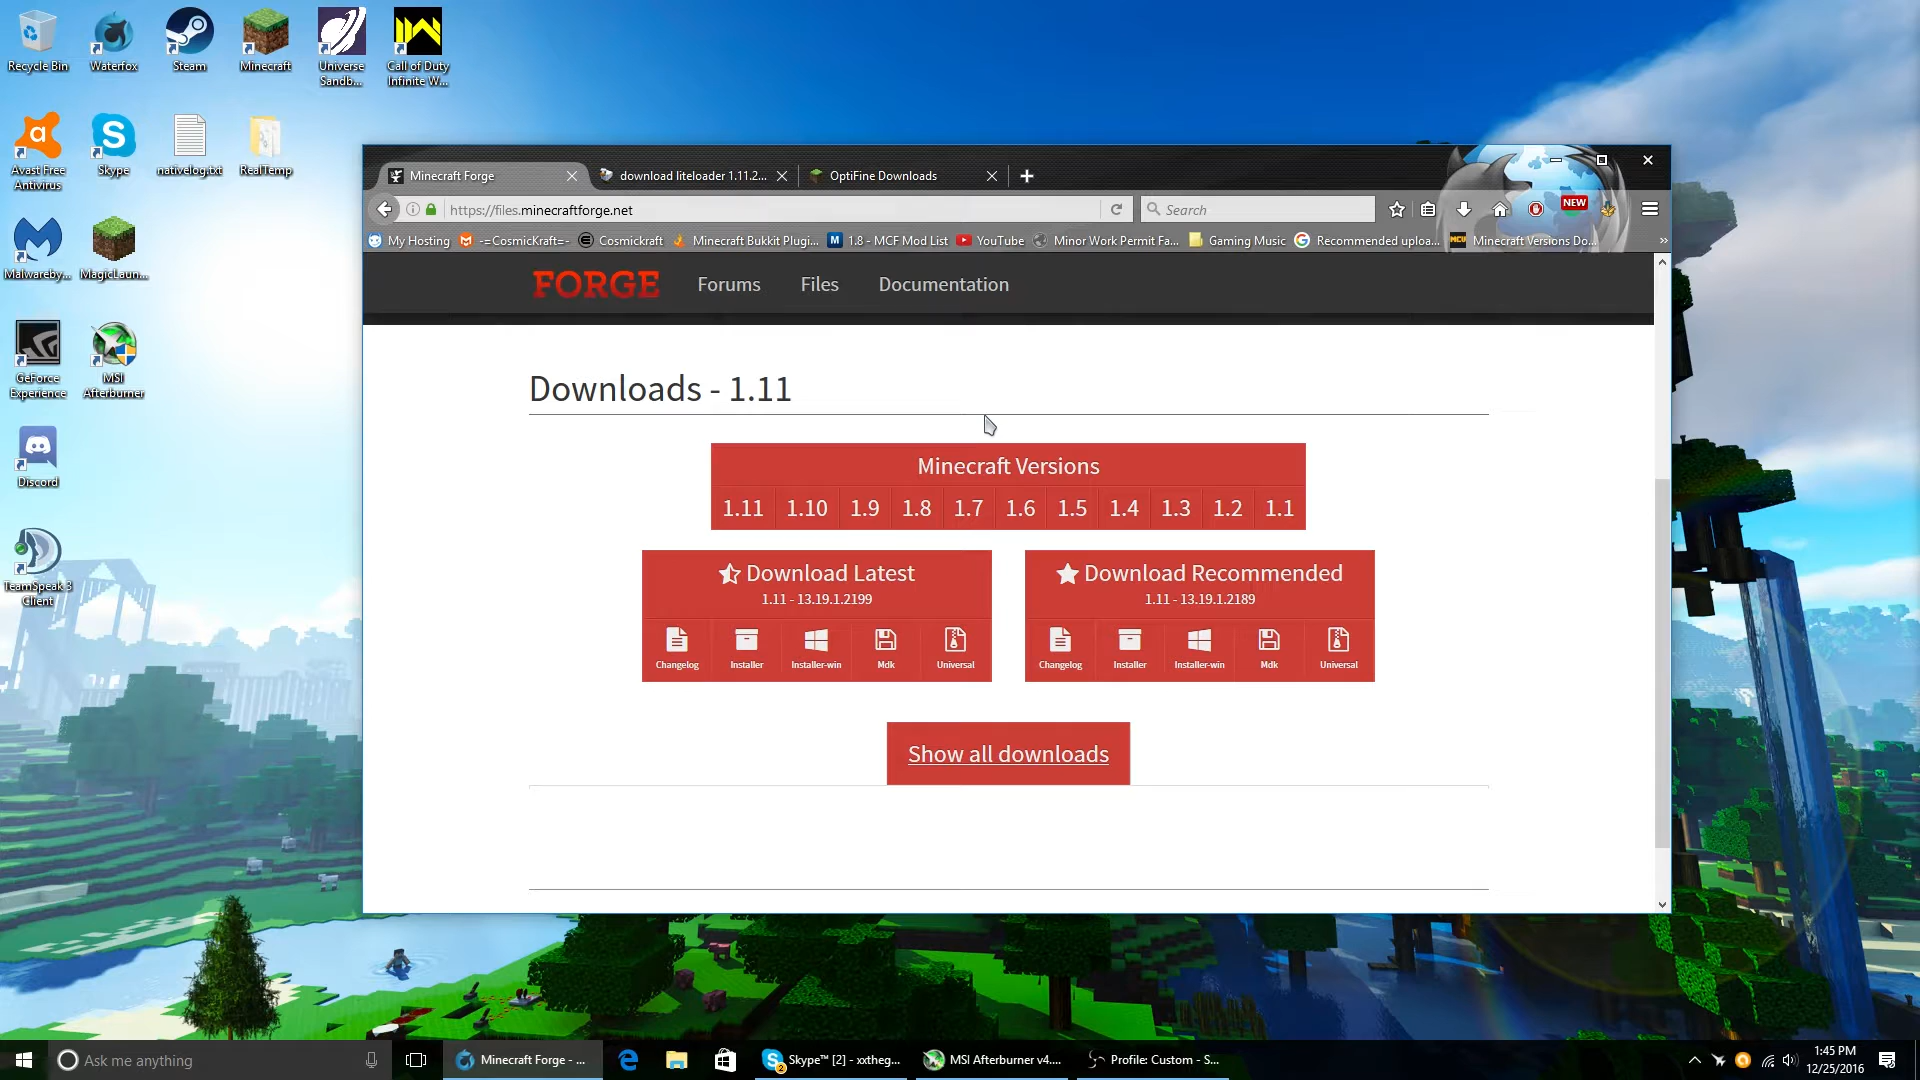 Recycle Bin
Waterfox
Steam
Minecraft
Universe
Sandb...
Call of Duty
Infinite W...
Avast Free
Antivirus
Skype
nativelog.txt
RealTemp
Malwareby...
MagicLaun...
GeForce
Experience
MSI
Afterburner
Discord
TeamSpeak 3
Client
Minecraft Forge
download liteloader 1.11.2...
OptiFine Downloads
https://files.minecraftforge.net
Search
NEW
My Hosting
-=CosmicKraft=-
Cosmickraft
Minecraft Bukkit Plugi...
1.8 - MCF Mod List
YouTube
Minor Work Permit Fa...
Gaming Music
Recommended uploa...
Minecraft Versions Do...
FORGE
Forums
Files
Documentation
Downloads - 1.11
Minecraft Versions
1.11 1.10 1.9 1.8 1.7 1.6 1.5 1.4 1.3 1.2 1.1
Download Latest
1.11 - 13.19.1.2199
Changelog Installer Installer-win Mdk Universal
Download Recommended
1.11 - 13.19.1.2189
Changelog Installer Installer-win Mdk Universal
Show all downloads
Ask me anything
Minecraft Forge - ...
Skype™ [2] - xxtheg...
MSI Afterburner v4....
Profile: Custom - S...
1:45 PM
12/25/2016